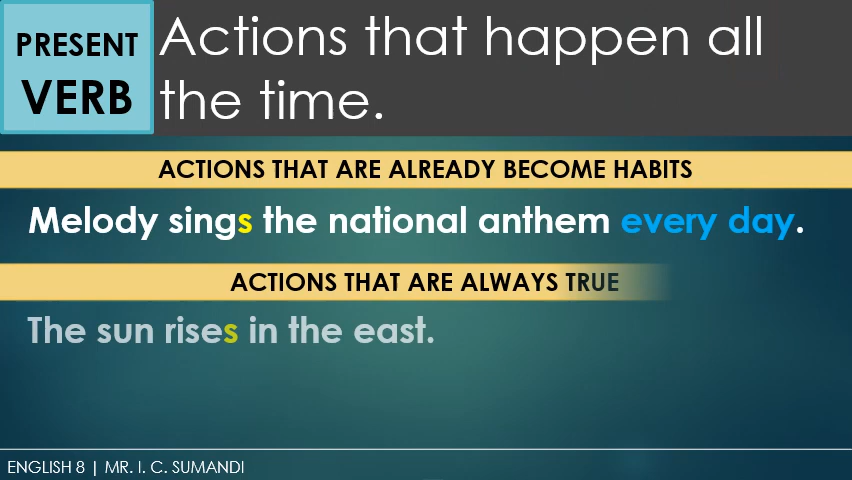 PRESENT
VERB
Actions that happen all
the time.
ACTIONS THAT ARE ALREADY BECOME HABITS
Melody sings the national anthem every day.
ACTIONS THAT ARE ALWAYS TRUE
The sun rises in the east.
ENGLISH 8 | MR. I. C. SUMANDI